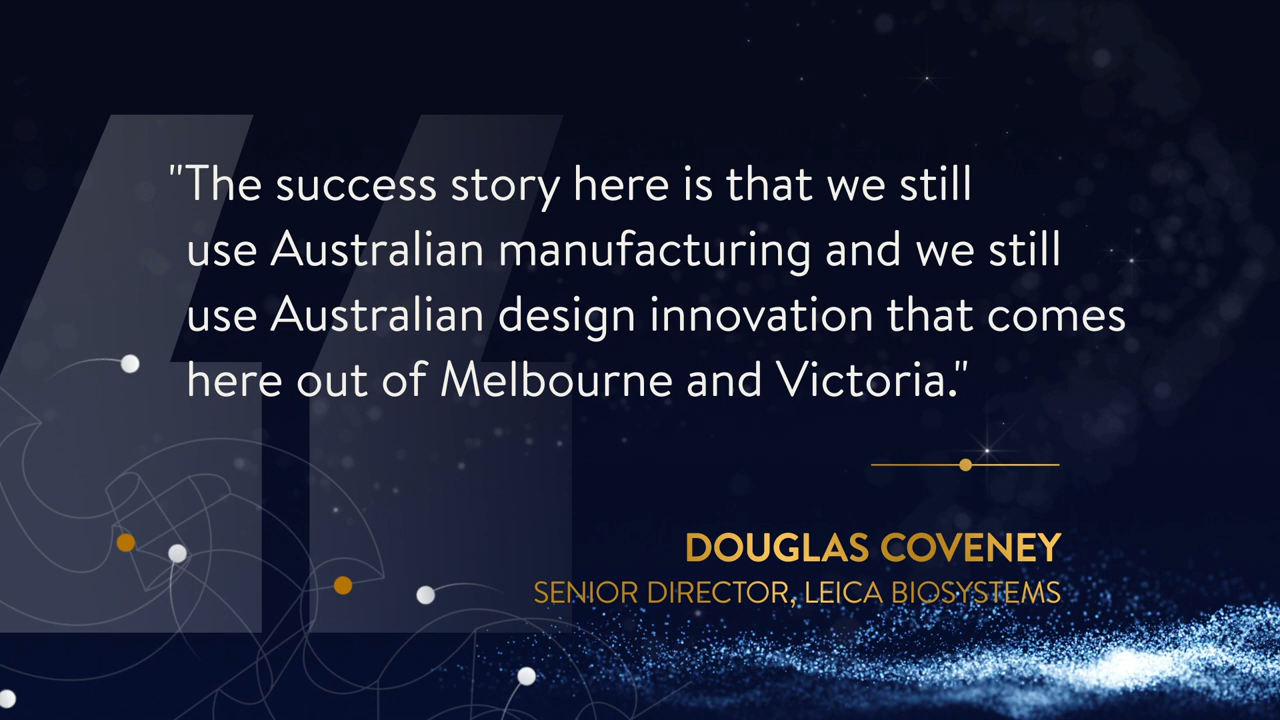 "The success story here is that we still
use Australian manufacturing and we still
use Australian design innovation that comes
here out of Melbourne and Victoria."
DOUGLAS COVENEY
SENIOR DIRECTOR, LEICA BIOSYSTEMS